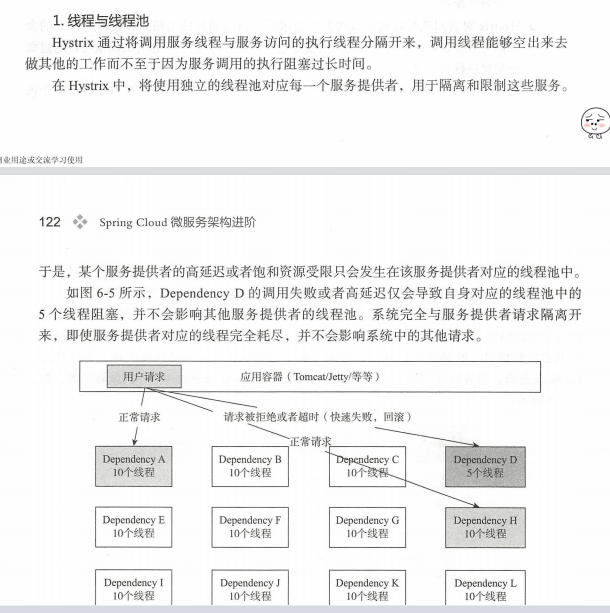 1. 线程与线程池
Hystrix 通过将调用服务线程与服务访问的执行线程分隔开来，调用线程能够空出来去
做其他的工作而不至于因为服务调用的执行阻塞过长时间。
在 Hystrix 中，将使用独立的线程池对应每一个服务提供者，用于隔离和限制这些服务。
业用途或交流学习使用
122 Spring Cloud 微服务架构进阶
于是，某个服务提供者的高延迟或者饱和资源受限只会发生在该服务提供者对应的线程池中。
如图 6-5 所示，Dependency D 的调用失败或者高延迟仅会导致自身对应的线程池中的
5 个线程阻塞，并不会影响其他服务提供者的线程池。系统完全与服务提供者请求隔离开
来，即使服务提供者对应的线程完全耗尽，并不会影响系统中的其他请求。
用户请求 应用容器（Tomcat/Jetty/等等）
正常请求 请求被拒绝或者超时（快速失败，回滚）
正常请求
Dependency A Dependency B Dependency C Dependency D
10个线程 10个线程 10个线程 5个线程
Dependency E Dependency F Dependency G Dependency H
10个线程 10个线程 10个线程 10个线程
Dependency I Dependency J Dependency K Dependency L
10个线程 10个线程 10个线程 10个线程